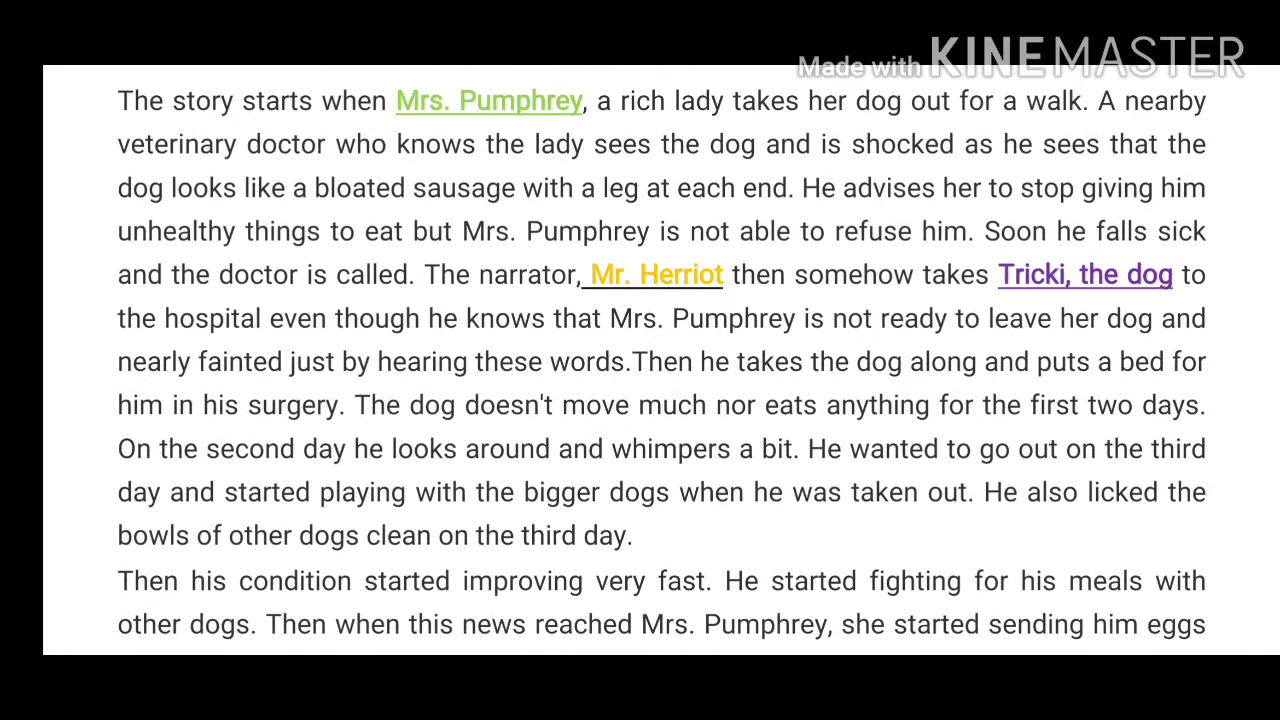 Made with KINEMASTER
The story starts when Mrs. Pumphrey, a rich lady takes her dog out for a walk. A nearby
veterinary doctor who knows the lady sees the dog and is shocked as he sees that the
dog looks like a bloated sausage with a leg at each end. He advises her to stop giving him
unhealthy things to eat but Mrs. Pumphrey is not able to refuse him. Soon he falls sick
and the doctor is called. The narrator, Mr. Herriot then somehow takes Tricki, the dog to
the hospital even though he knows that Mrs. Pumphrey is not ready to leave her dog and
nearly fainted just by hearing these words.Then he takes the dog along and puts a bed for
him in his surgery. The dog doesn't move much nor eats anything for the first two days.
On the second day he looks around and whimpers a bit. He wanted to go out on the third
day and started playing with the bigger dogs when he was taken out. He also licked the
bowls of other dogs clean on the third day.
Then his condition started improving very fast. He started fighting for his meals with
other dogs. Then when this news reached Mrs. Pumphrey, she started sending him eggs